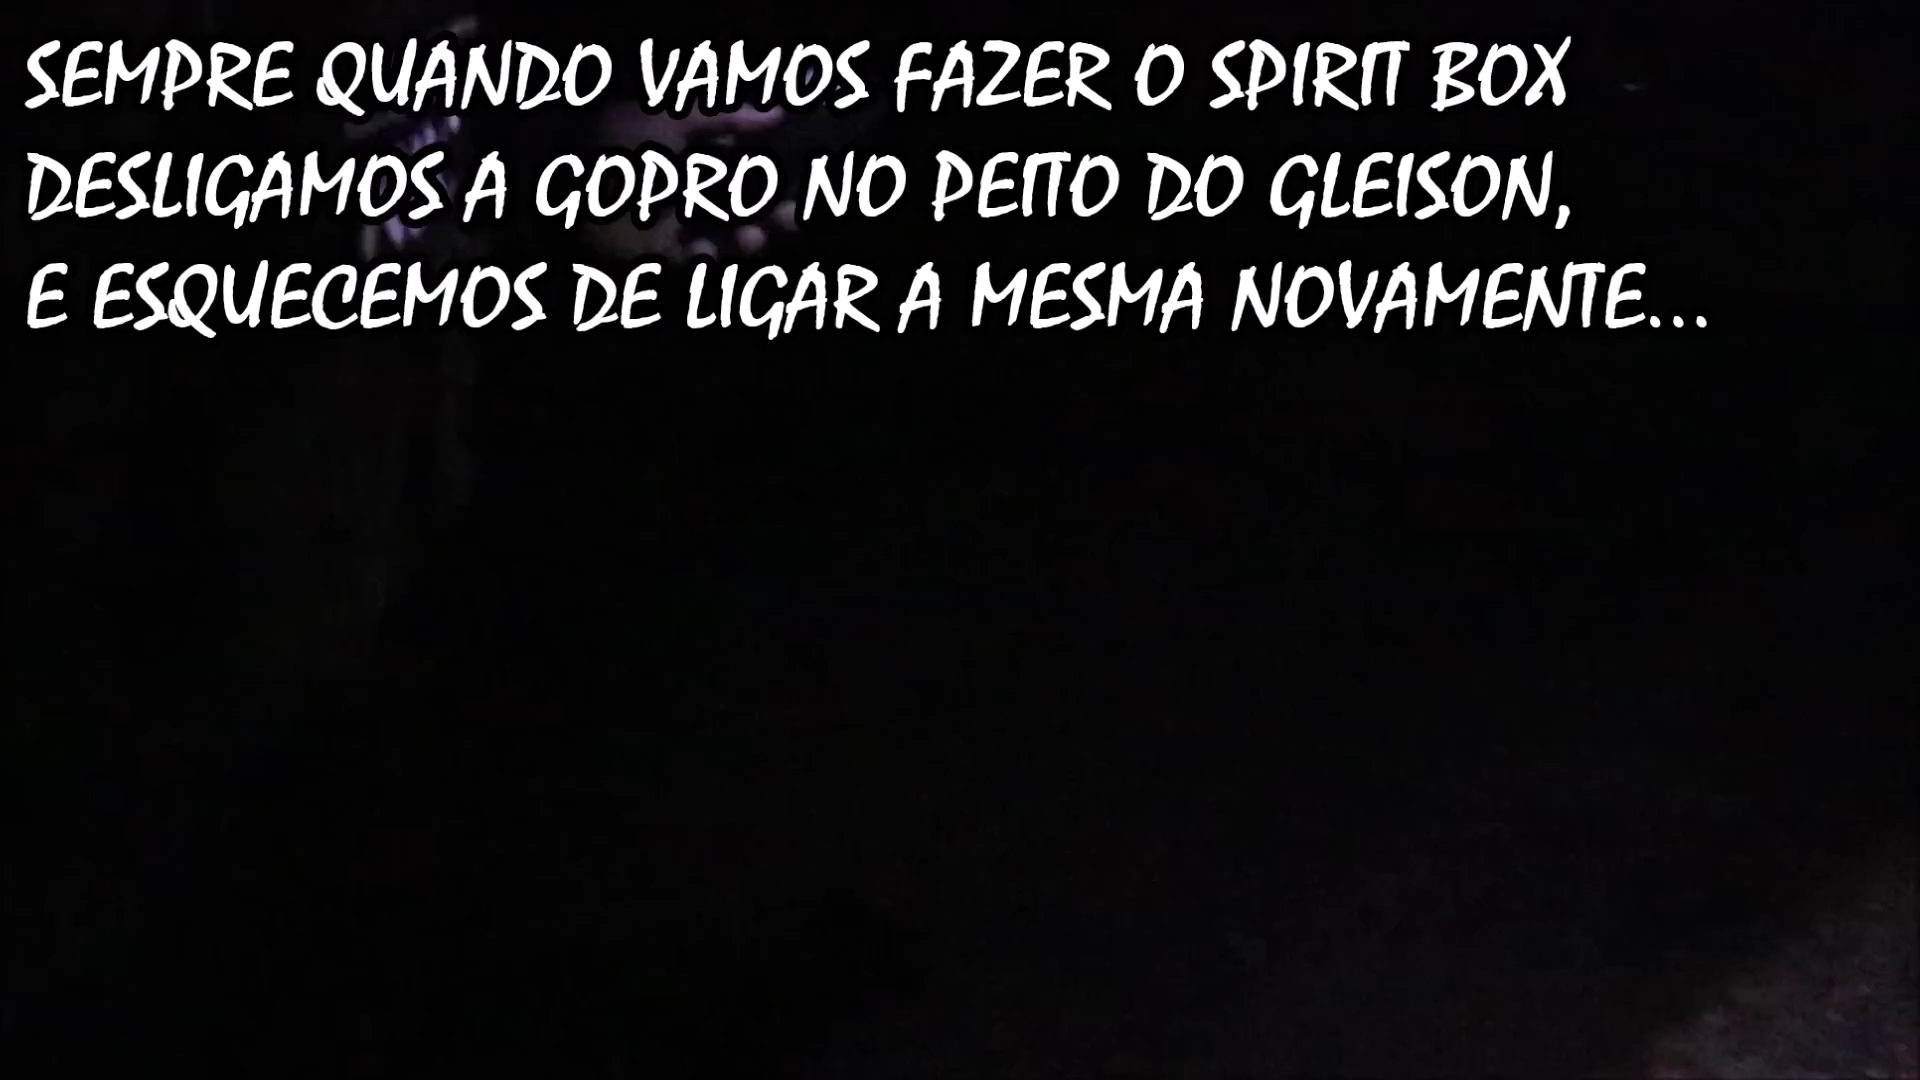 SEMPRE QUANDO VAMOS FAZER O SPIRIT BOX
DESLIGAMOS A GOPRO NO PEITO DO GLEISON,
E ESQUECEMOS DE LIGAR A MESMA NOVAMENTE...